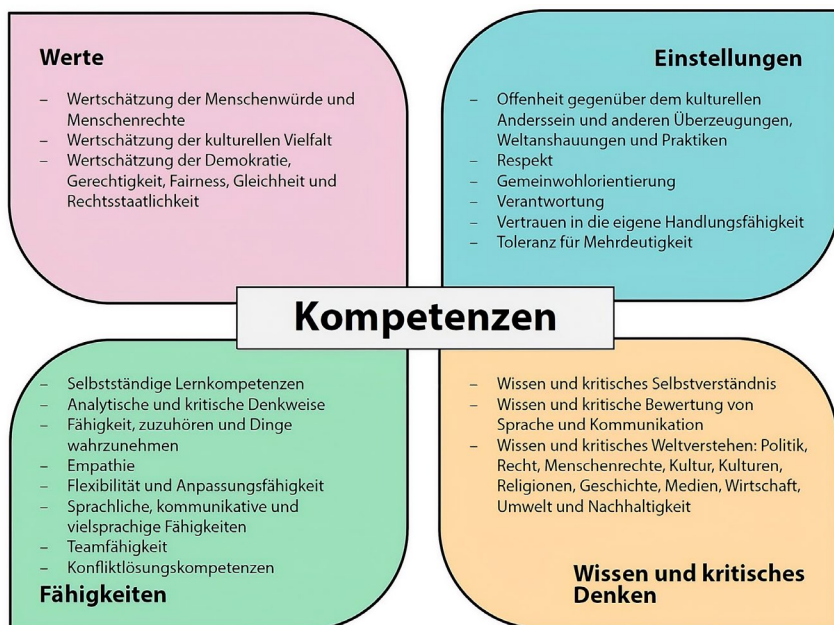 Werte
– Wertschätzung der Menschenwürde und
Menschenrechte
– Wertschätzung der kulturellen Vielfalt
– Wertschätzung der Demokratie,
Gerechtigkeit, Fairness, Gleichheit und
Rechtsstaatlichkeit
Einstellungen
– Offenheit gegenüber dem kulturellen
Anderssein und anderen Überzeugungen,
Weltanshauungen und Praktiken
– Respekt
– Gemeinwohlorientierung
– Verantwortung
– Vertrauen in die eigene Handlungsfähigkeit
– Toleranz für Mehrdeutigkeit
Kompetenzen
– Selbstständige Lernkompetenzen
– Analytische und kritische Denkweise
– Fähigkeit, zuzuhören und Dinge
wahrzunehmen
– Empathie
– Flexibilität und Anpassungsfähigkeit
– Sprachliche, kommunikative und
vielsprachige Fähigkeiten
– Teamfähigkeit
– Konfliktlösungskompetenzen
Fähigkeiten
– Wissen und kritisches Selbstverständnis
– Wissen und kritische Bewertung von
Sprache und Kommunikation
– Wissen und kritisches Weltverstehen: Politik,
Recht, Menschenrechte, Kultur, Kulturen,
Religionen, Geschichte, Medien, Wirtschaft,
Umwelt und Nachhaltigkeit
Wissen und kritisches
Denken